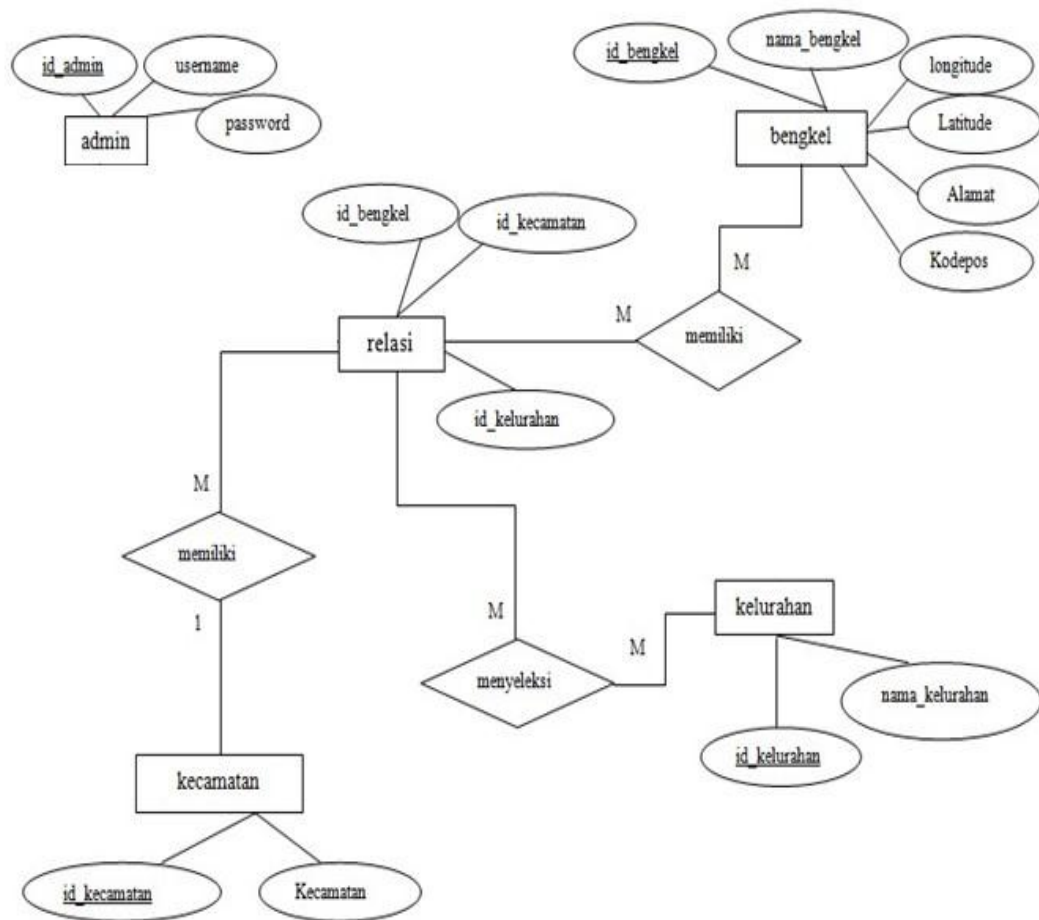 id_admin
username
password
admin
id_bengkel
nama_bengkel
longitude
Latitude
Alamat
Kodepos
bengkel
id_bengkel
id_kecamatan
relasi
id_kelurahan
M
M
memiliki
M
memiliki
1
kecamatan
id_kecamatan
Kecamatan
M
menyeleksi
M
kelurahan
nama_kelurahan
id_kelurahan